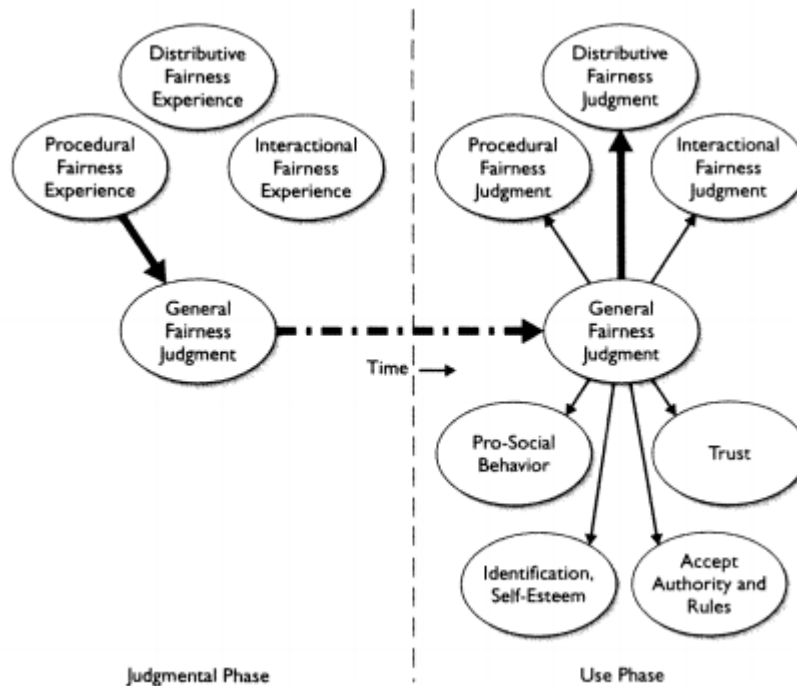 Distributive
Fairness
Experience
Procedural
Fairness
Experience
Interactional
Fairness
Experience
General
Fairness
Judgment
Distributive
Fairness
Judgment
Procedural
Fairness
Judgment
Interactional
Fairness
Judgment
General
Fairness
Judgment
Time
Pro-Social
Behavior
Trust
Identification,
Self-Esteem
Accept
Authority and
Rules
Judgmental Phase
Use Phase